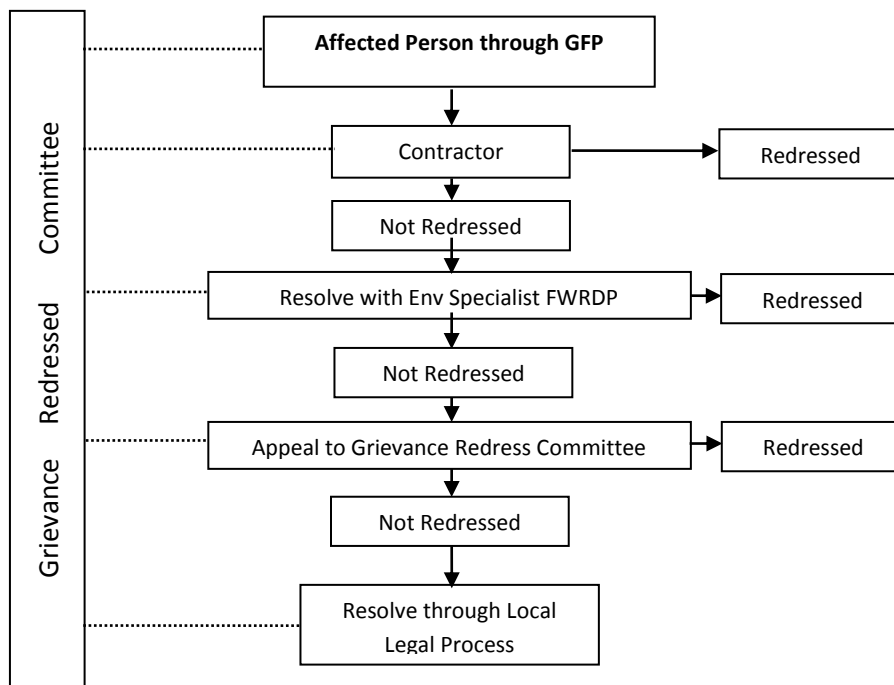 Affected Person through GFP
Contractor
Redressed
Not Redressed
Resolve with Env Specialist FWRDP
Redressed
Not Redressed
Appeal to Grievance Redress Committee
Redressed
Not Redressed
Resolve through Local
Legal Process
Grievance Redressed Committee